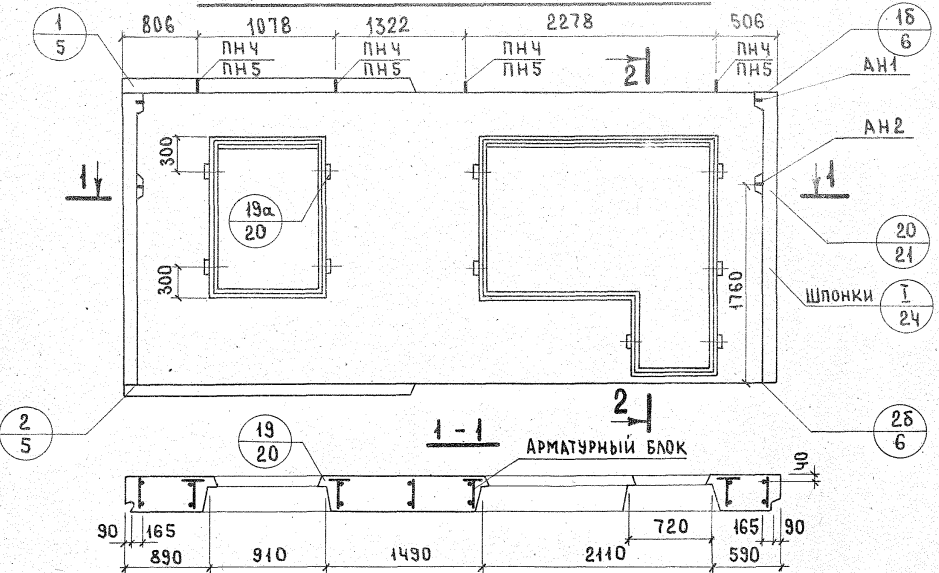 806 1078 1322 2278 506
1
5
ПН4
ПН5
ПН4
ПН5
ПН4
ПН5
ПН4
ПН5
2
1б
6
АН1
АН2
300
300
1
1
19а
20
20
21
1760
Шпонки
I
24
2
5
2
2б
6
1 - 1
19
20
АРМАТУРНЫЙ БЛОК
40
90 165 720 165 90
890 910 1490 2110 590